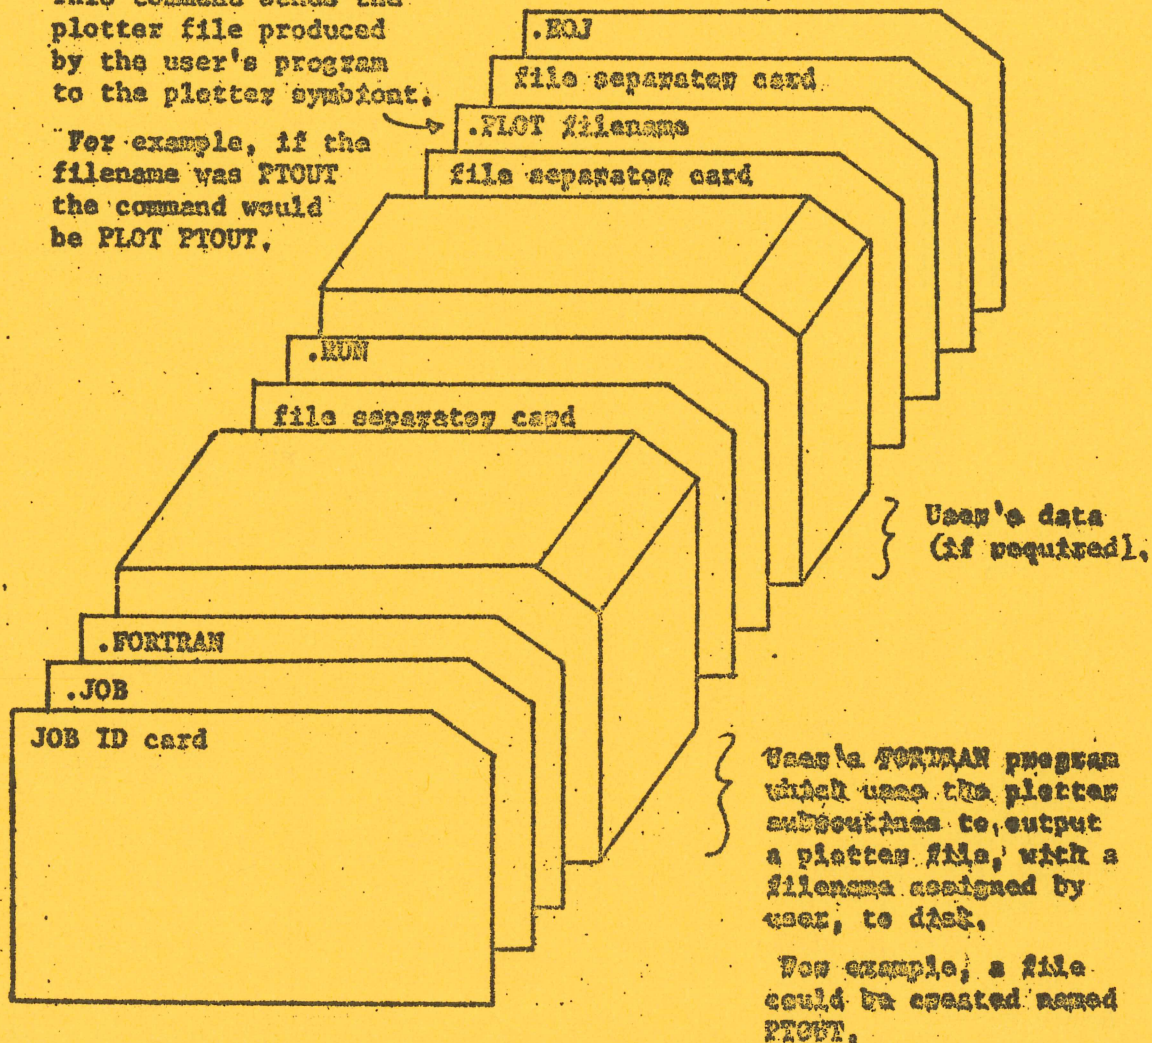 This command sends the
plotter file produced
by the user's program
to the plotter symbiont.
For example, if the
filename was PTOUT
the command would
be PLOT PTOUT.
.EOJ
file separator card
.PLOT filename
file separator card
.RUN
file separator card
.FORTRAN
.JOB
JOB ID card
User's data
(if required).
User's FORTRAN program
which uses the plotter
subroutines to output
a plotter file, with a
filename assigned by
user, to disk.
For example, a file
could be created named
PTOUT.